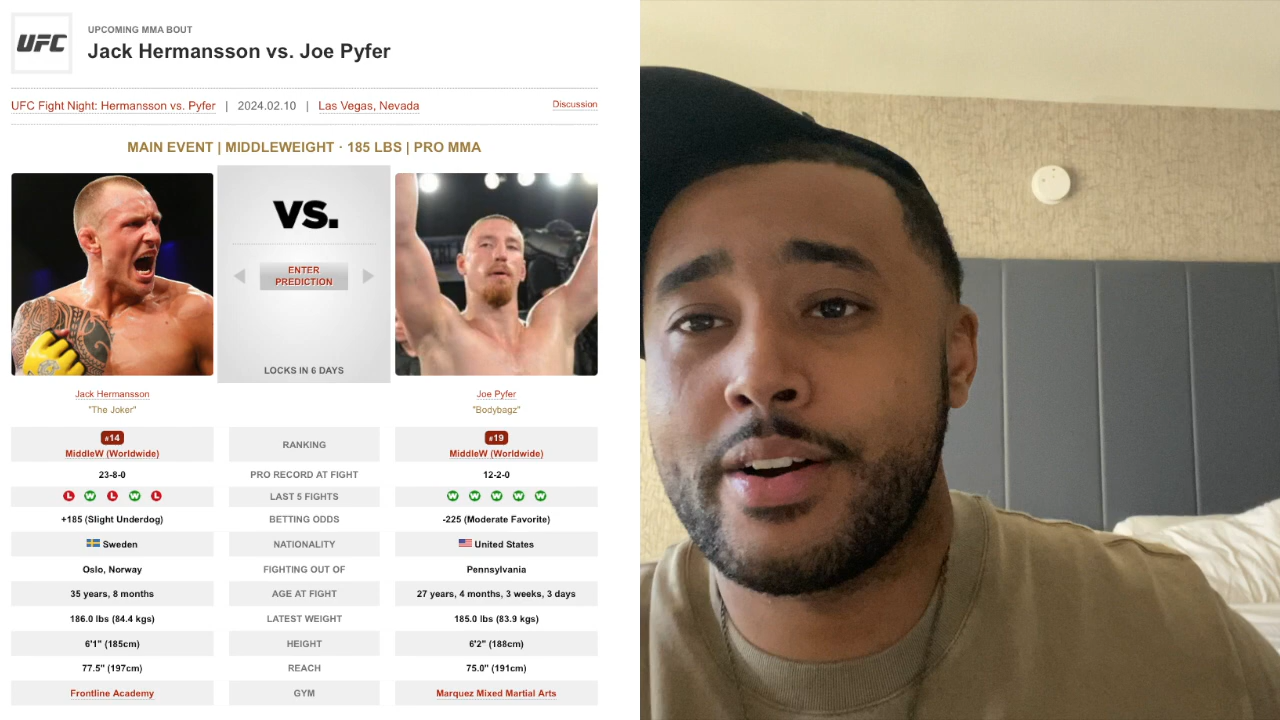 UFC
UPCOMING MMA BOUT
Jack Hermansson vs. Joe Pyfer
UFC Fight Night: Hermansson vs. Pyfer | 2024.02.10 | Las Vegas, Nevada
Discussion
MAIN EVENT | MIDDLEWEIGHT · 185 LBS | PRO MMA
VS.
ENTER
PREDICTION
LOCKS IN 6 DAYS
Jack Hermansson
"The Joker"
Joe Pyfer
"Bodybagz"
#14
MiddleW (Worldwide)
RANKING
#19
MiddleW (Worldwide)
23-8-0 PRO RECORD AT FIGHT 12-2-0
L W L W L LAST 5 FIGHTS W W W W W
+185 (Slight Underdog) BETTING ODDS -225 (Moderate Favorite)
Sweden NATIONALITY United States
Oslo, Norway FIGHTING OUT OF Pennsylvania
35 years, 8 months AGE AT FIGHT 27 years, 4 months, 3 weeks, 3 days
186.0 lbs (84.4 kgs) LATEST WEIGHT 185.0 lbs (83.9 kgs)
6'1" (185cm) HEIGHT 6'2" (188cm)
77.5" (197cm) REACH 75.0" (191cm)
Frontline Academy GYM Marquez Mixed Martial Arts